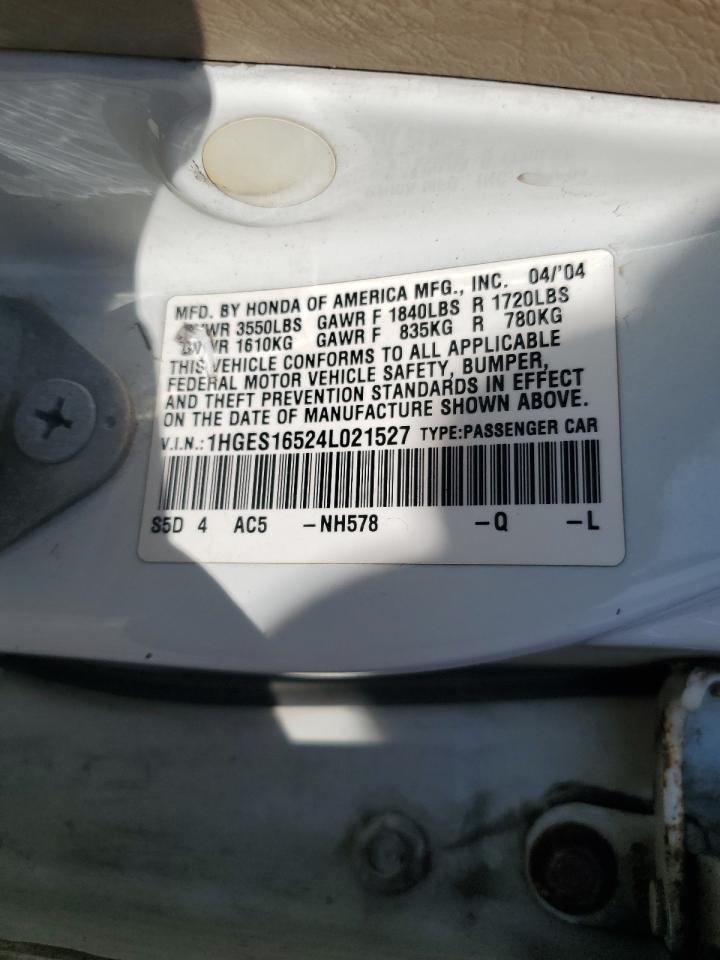 MFD. BY HONDA OF AMERICA MFG., INC. 04/'04
3550LBS GAWR F 1840LBS R 1720LBS
1610KG GAWR F 835KG R 780KG
THIS VEHICLE CONFORMS TO ALL APPLICABLE
FEDERAL MOTOR VEHICLE SAFETY, BUMPER,
AND THEFT PREVENTION STANDARDS IN EFFECT
ON THE DATE OF MANUFACTURE SHOWN ABOVE.
V.I.N.: 1HGES16524L021527 TYPE:PASSENGER CAR
S5D 4 AC5 -NH578 -Q -L